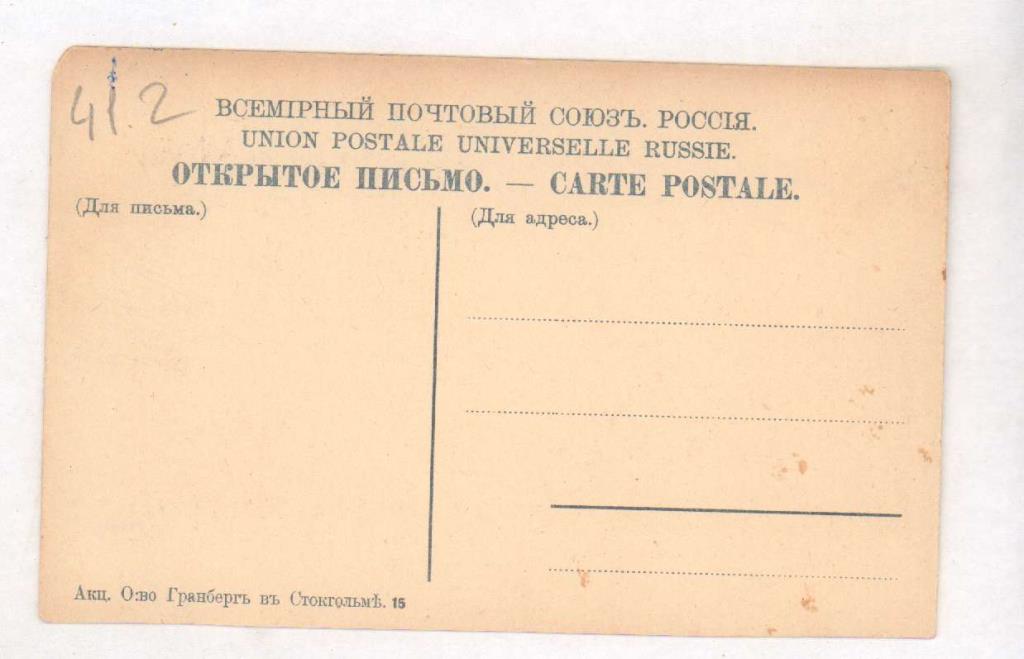 41.2
ВСЕМІРНЫЙ ПОЧТОВЫЙ СОЮЗЪ. РОССІЯ.
UNION POSTALE UNIVERSELLE RUSSIE.
ОТКРЫТОЕ ПИСЬМО. — CARTE POSTALE.
(Для письма.)
(Для адреса.)
Акц. О:во Гранбергъ въ Стокгольмѣ. 15